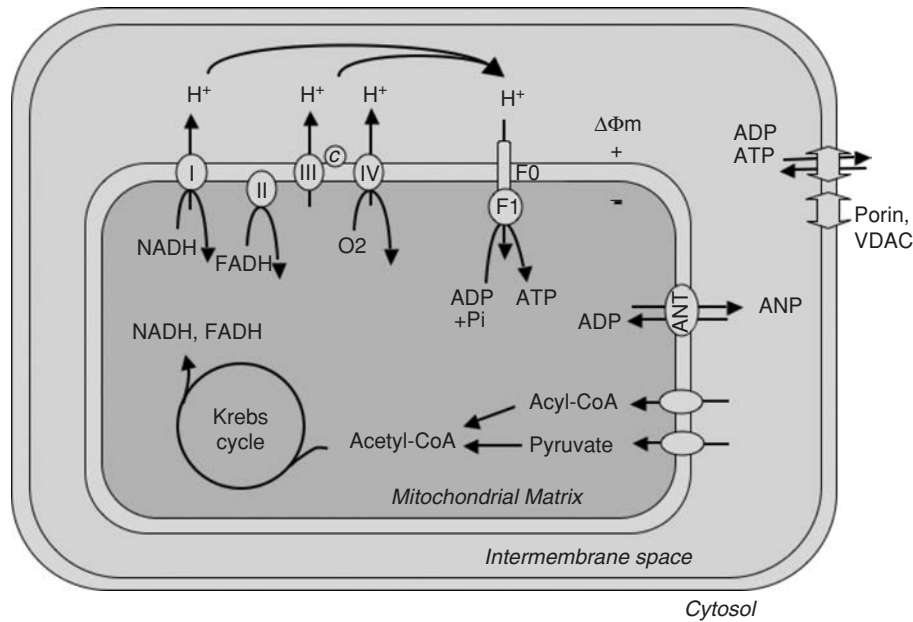 H⁺
H⁺
H⁺
H⁺
ΔΦm
+
-
ADP
ATP
I
II
III
c
IV
F0
F1
Porin,
VDAC
NADH
FADH
O2
ADP
+Pi
ATP
ADP
ANT
ANP
NADH, FADH
Krebs
cycle
Acyl-CoA
Acetyl-CoA
Pyruvate
Mitochondrial Matrix
Intermembrane space
Cytosol